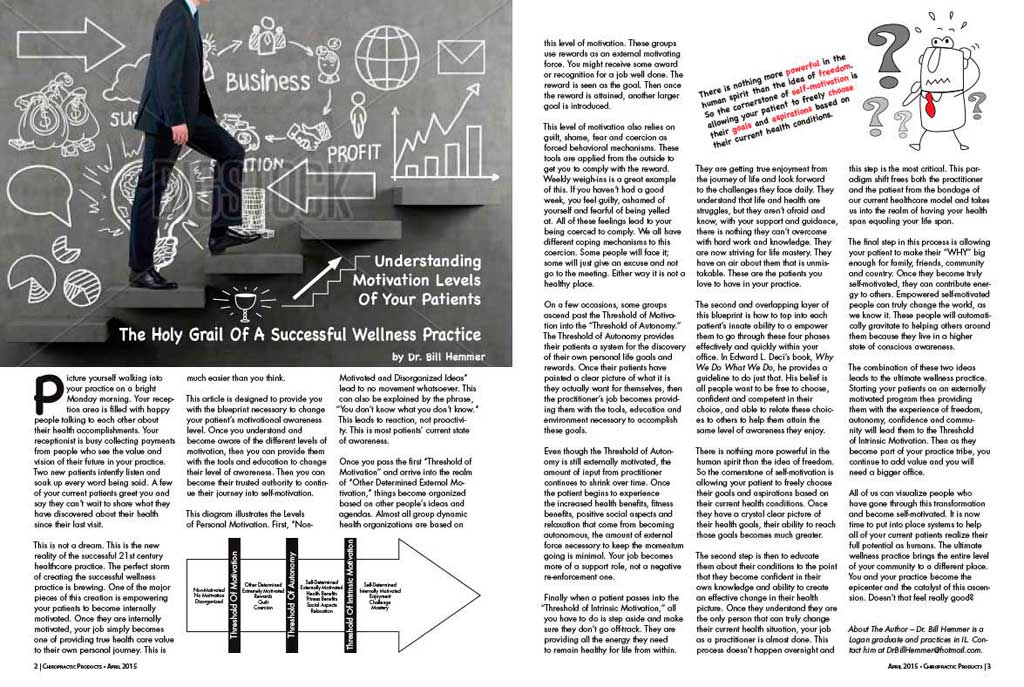 BUSINESS
PROFIT
Understanding
Motivation Levels
Of Your Patients
The Holy Grail Of A Successful Wellness Practice
by Dr. Bill Hemmer
Picture yourself walking into
your practice on a bright
Monday morning. Your recep-
tion area is filled with happy
people talking to each other about
their health accomplishments. Your
receptionist is busy collecting payments
from people who see the value and
vision of their future in your practice.
Two new patients intently listen and
soak up every word being said. A few
of your current patients greet you and
say they can't wait to share what they
have discovered about their health
since their last visit.
This is not a dream. This is the new
reality of the successful 21st century
healthcare practice. The perfect storm
of creating the successful wellness
practice is brewing. One of the major
pieces of this creation is empowering
your patients to become internally
motivated. Once they are internally
motivated, your job simply becomes
one of providing true health care value
to their own personal journey. This is
much easier than you think.
This article is designed to provide you
with the blueprint necessary to change
your patient's motivational awareness
level. Once you understand and
become aware of the different levels of
motivation, then you can provide them
with the tools and education to change
their level of awareness. Then you can
become their trusted authority to contin-
ue their journey into self-motivation.
This diagram illustrates the Levels
of Personal Motivation. First, "Non-
Motivated and Disorganized Ideas"
lead to no movement whatsoever. This
can also be explained by the phrase,
"You don't know what you don't know."
This leads to reaction, not proactivi-
ty. This is most patients' current state
of awareness.
Once you pass the first "Threshold of
Motivation" and arrive into the realm
of "Other Determined External Mo-
tivation," things become organized
based on other people's ideas and
agendas. Almost all group dynamic
health organizations are based on
Non-Motivated
No Motivation
Disorganized
Threshold Of Motivation
Other Determined
Extremely Motivated
Rewards
Guilt
Coercion
Threshold Of Autonomy
Self-Determined
Externally Motivated
Health Benefits
Fitness Benefits
Social Aspects
Relaxation
Threshold Of Intrinsic Motivation
Self-Determined
Internally Motivated
Enjoyment
Challenge
Mastery
2 | Chiropractic Products • April 2015
this level of motivation. These groups
use rewards as an external motivating
force. You might receive some award
or recognition for a job well done. The
reward is seen as the goal. Then once
the reward is attained, another larger
goal is introduced.
This level of motivation also relies on
guilt, shame, fear and coercion as
forced behavioral mechanisms. These
tools are applied from the outside to
get you to comply with the reward.
Weekly weigh-ins is a great example
of this. If you haven't had a good
week, you feel guilty, ashamed of
yourself and fearful of being yelled
at. All of these feelings lead to your
being coerced to comply. We all have
different coping mechanisms to this
coercion. Some people will face it;
some will just give an excuse and not
go to the meeting. Either way it is not a
healthy place.
On a few occasions, some groups
ascend past the Threshold of Motiva-
tion into the "Threshold of Autonomy."
The Threshold of Autonomy provides
their patients a system for the discovery
of their own personal life goals and
rewards. Once their patients have
painted a clear picture of what it is
they actually want for themselves, then
the practitioner's job becomes provid-
ing them with the tools, education and
environment necessary to accomplish
these goals.
Even though the Threshold of Auton-
omy is still externally motivated, the
amount of input from practitioner
continues to shrink over time. Once
the patient begins to experience
the increased health benefits, fitness
benefits, positive social aspects and
relaxation that come from becoming
autonomous, the amount of external
force necessary to keep the momentum
going is minimal. Your job becomes
more of a support role, not a negative
re-enforcement one.
Finally when a patient passes into the
"Threshold of Intrinsic Motivation," all
you have to do is step aside and make
sure they don't go off-track. They are
providing all the energy they need
to remain healthy for life from within.
There is nothing more powerful in the
human spirit than the idea of freedom.
So the cornerstone of self-motivation is
allowing your patient to freely choose
their goals and aspirations based on
their current health conditions.
They are getting true enjoyment from
the journey of life and look forward
to the challenges they face daily. They
understand that life and health are
struggles, but they aren't afraid and
know, with your support and guidance,
there is nothing they can't overcome
with hard work and knowledge. They
are now striving for life mastery. They
have an air about them that is unmis-
takable. These are the patients you
love to have in your practice.
The second and overlapping layer of
this blueprint is how to tap into each
patient's innate ability to a empower
them to go through these four phases
effectively and quickly within your
office. In Edward L. Deci's book, Why
We Do What We Do, he provides a
guideline to do just that. His belief is
all people want to be free to choose,
confident and competent in their
choice, and able to relate these choic-
es to others to help them attain the
same level of awareness they enjoy.
There is nothing more powerful in the
human spirit than the idea of freedom.
So the cornerstone of self-motivation is
allowing your patient to freely choose
their goals and aspirations based on
their current health conditions. Once
they have a crystal clear picture of
their health goals, their ability to reach
those goals becomes much greater.
The second step is then to educate
them about their conditions to the point
that they become confident in their
own knowledge and ability to create
an effective change in their health
picture. Once they understand they are
the only person that can truly change
their current health situation, your job
as a practitioner is almost done. This
process doesn't happen overnight and
this step is the most critical. This par-
adigm shift frees both the practitioner
and the patient from the bondage of
our current healthcare model and takes
us into the realm of having your health
span equaling your life span.
The final step in this process is allowing
your patient to make their "WHY" big
enough for family, friends, community
and country. Once they become truly
self-motivated, they can contribute ener-
gy to others. Empowered self-motivated
people can truly change the world, as
we know it. These people will automati-
cally gravitate to helping others around
them because they live in a higher
state of conscious awareness.
The combination of these two ideas
leads to the ultimate wellness practice.
Starting your patients on an externally
motivated program then providing
them with the experience of freedom,
autonomy, confidence and commu-
nity will lead them to the Threshold
of Intrinsic Motivation. Then as they
become part of your practice tribe, you
continue to add value and you will
need a bigger office.
All of us can visualize people who
have gone through this transformation
and become self-motivated. It is now
time to put into place systems to help
all of your current patients realize their
full potential as humans. The ultimate
wellness practice brings the entire level
of your community to a different place.
You and your practice become the
epicenter and the catalyst of this ascen-
sion. Doesn't that feel really good?
About The Author – Dr. Bill Hemmer is a
Logan graduate and practices in IL. Con-
tact him at DrBillHemmer@hotmail.com.
April 2015 • Chiropractic Products | 3